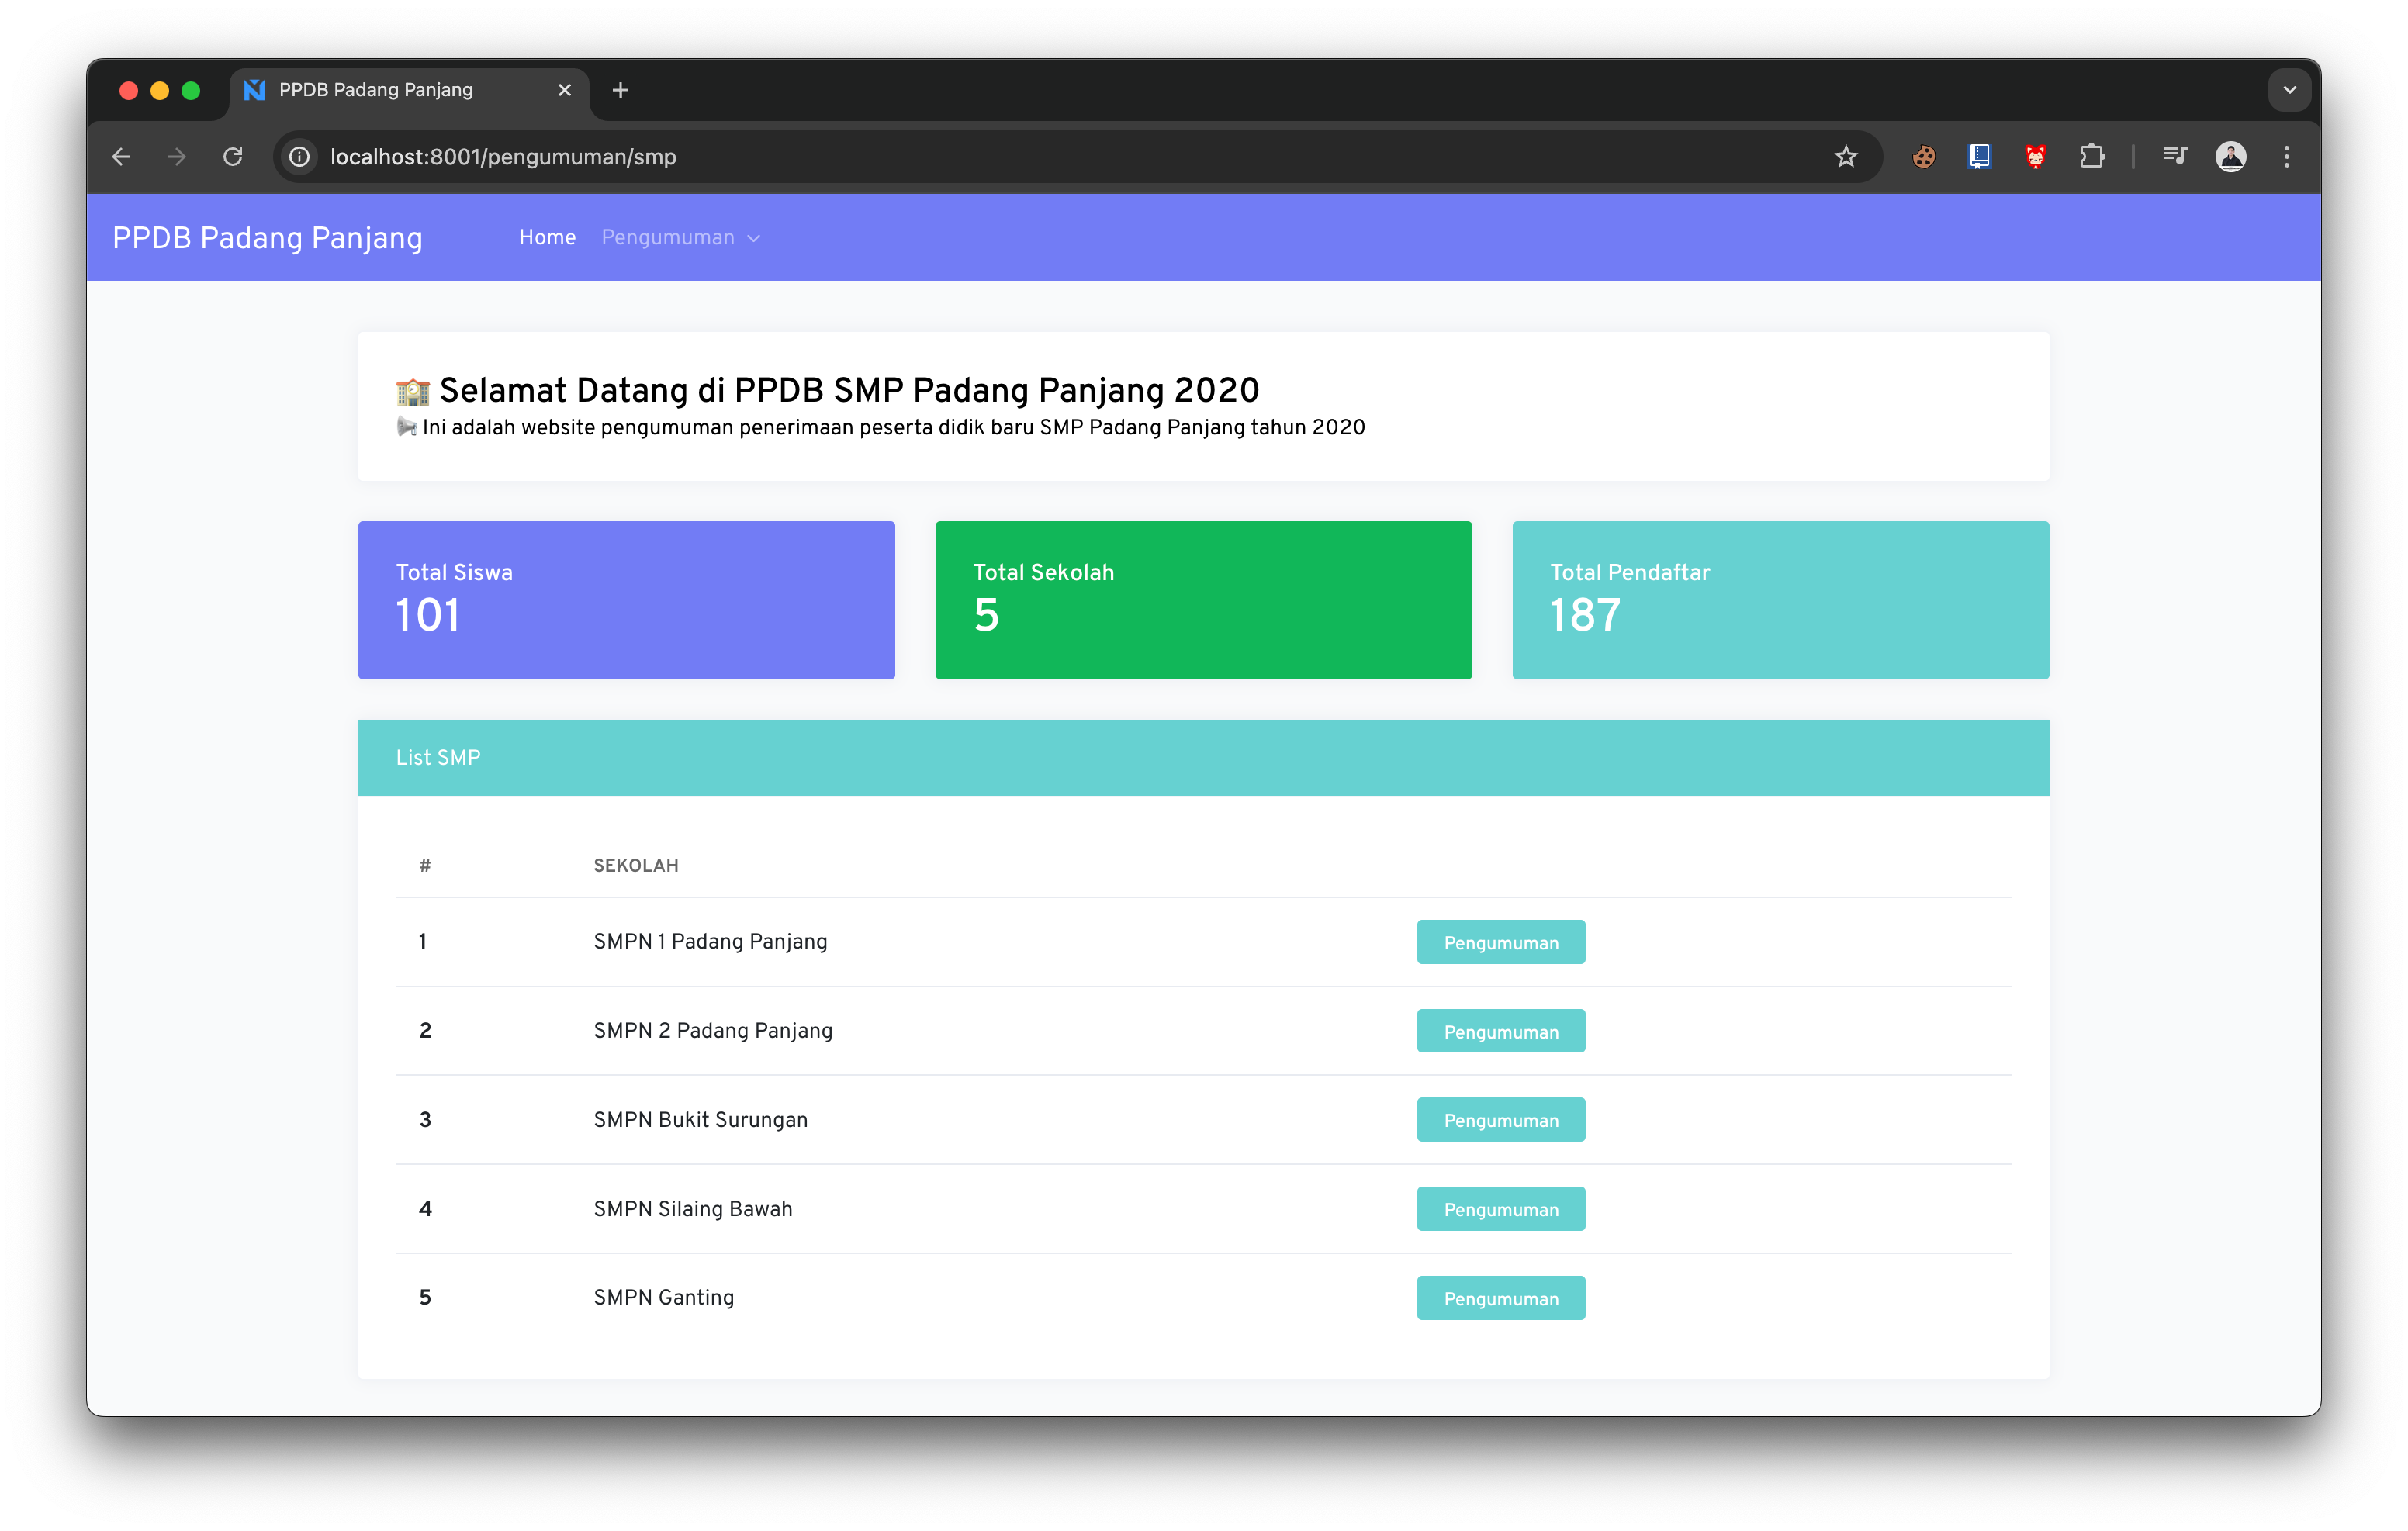 PPDB Padang Panjang
localhost:8001/pengumuman/smp
PPDB Padang Panjang Home Pengumuman
Selamat Datang di PPDB SMP Padang Panjang 2020
Ini adalah website pengumuman penerimaan peserta didik baru SMP Padang Panjang tahun 2020
Total Siswa
101
Total Sekolah
5
Total Pendaftar
187
List SMP
# SEKOLAH
1 SMPN 1 Padang Panjang Pengumuman
2 SMPN 2 Padang Panjang Pengumuman
3 SMPN Bukit Surungan Pengumuman
4 SMPN Silaing Bawah Pengumuman
5 SMPN Ganting Pengumuman